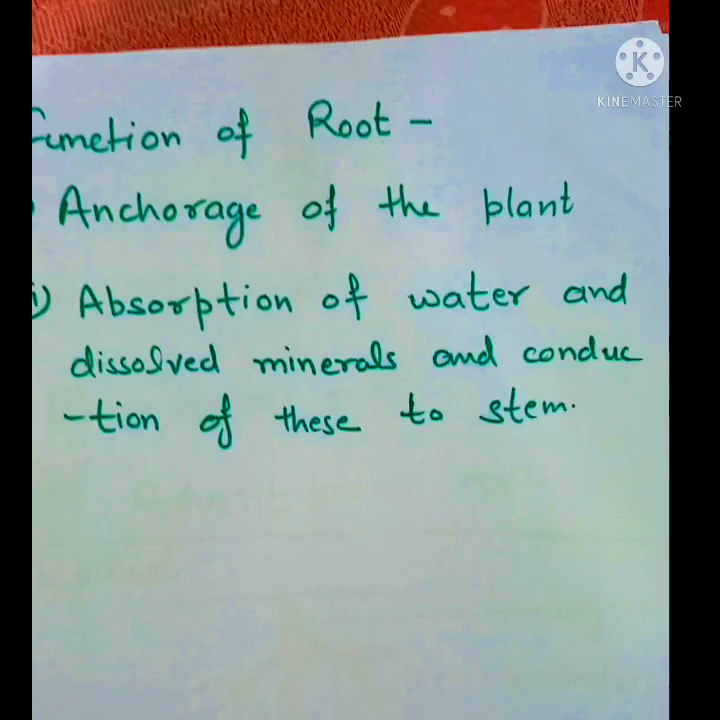 KINEMASTER
Function of Root -
Anchorage of the plant
i) Absorption of water and
dissolved minerals and conduc
-tion of these to stem.